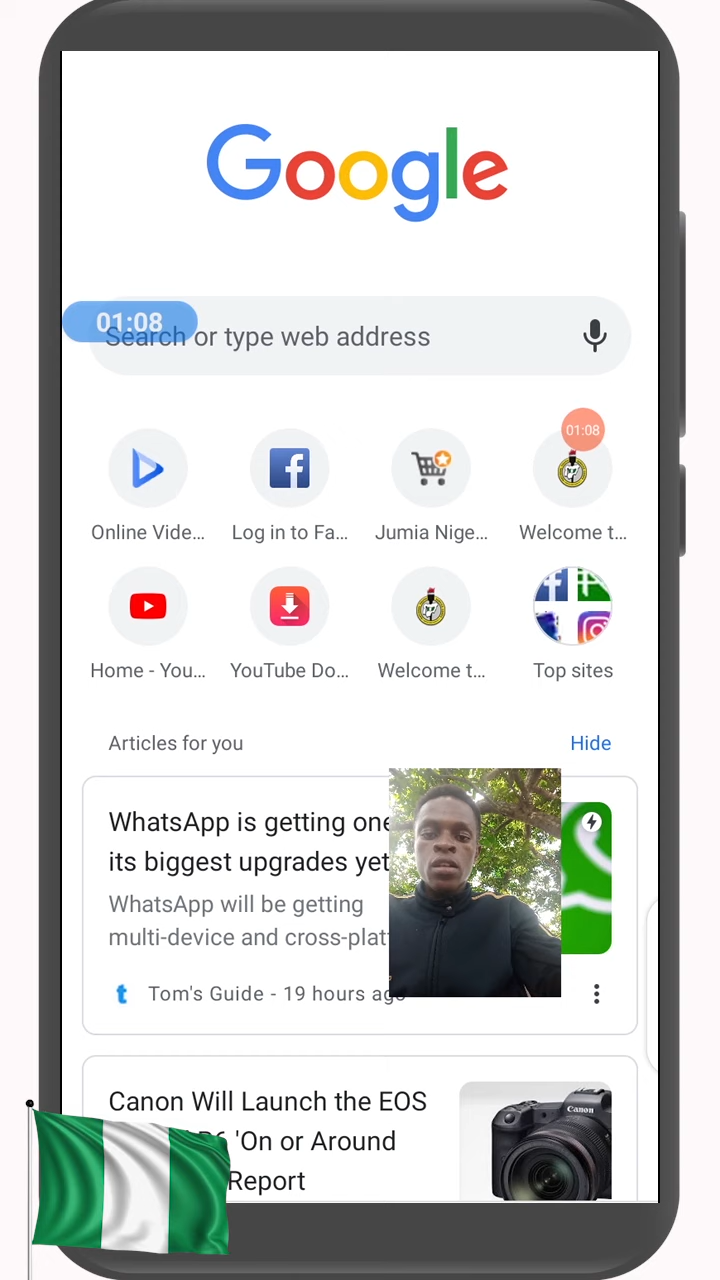 Google
01:08
Search or type web address
01:08
Online Vide...
Log in to Fa...
Jumia Nige...
Welcome t...
Home - You...
YouTube Do...
Welcome t...
Top sites
Articles for you
Hide
WhatsApp is getting one
its biggest upgrades yet
WhatsApp will be getting
multi-device and cross-plat
t Tom's Guide - 19 hours ago
Canon Will Launch the EOS
'On or Around
Report
Canon